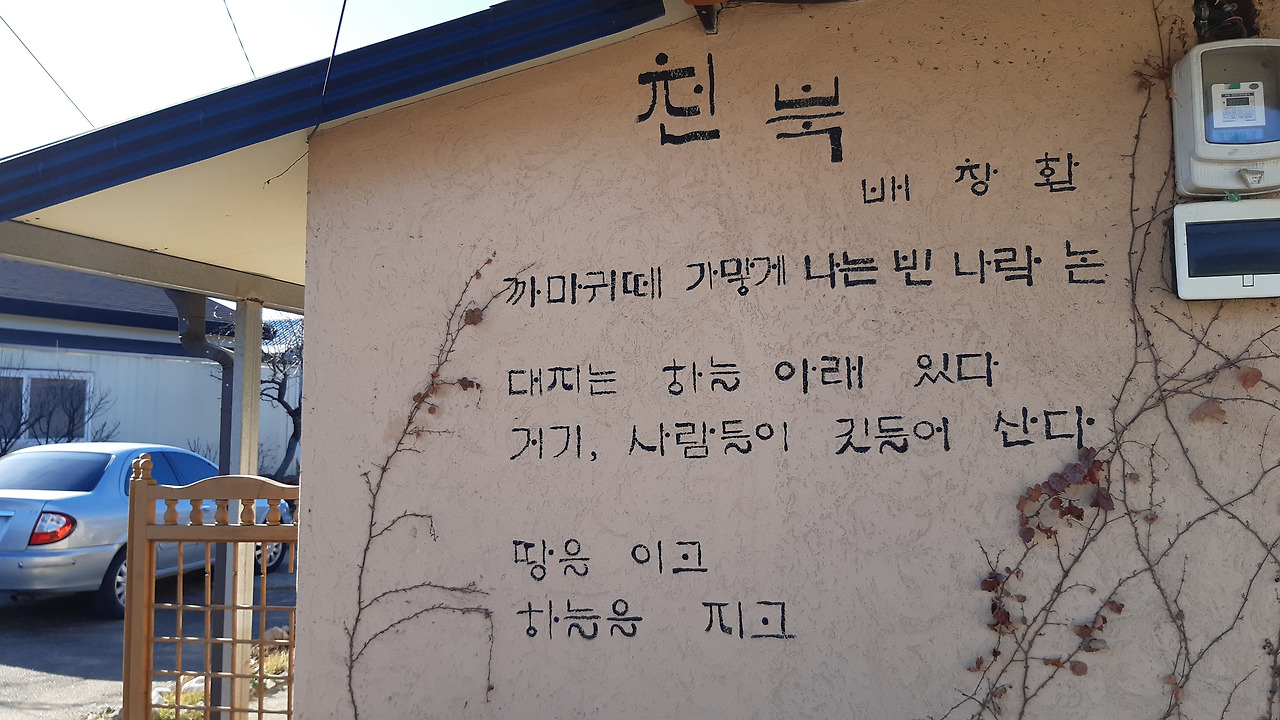 천북
배창환
까마귀떼 가맣게 나는 빈 나락 논
대지는 하늘 아래 있다
거기, 사람들이 깃들어 산다
땅을 이고
하늘을 지고